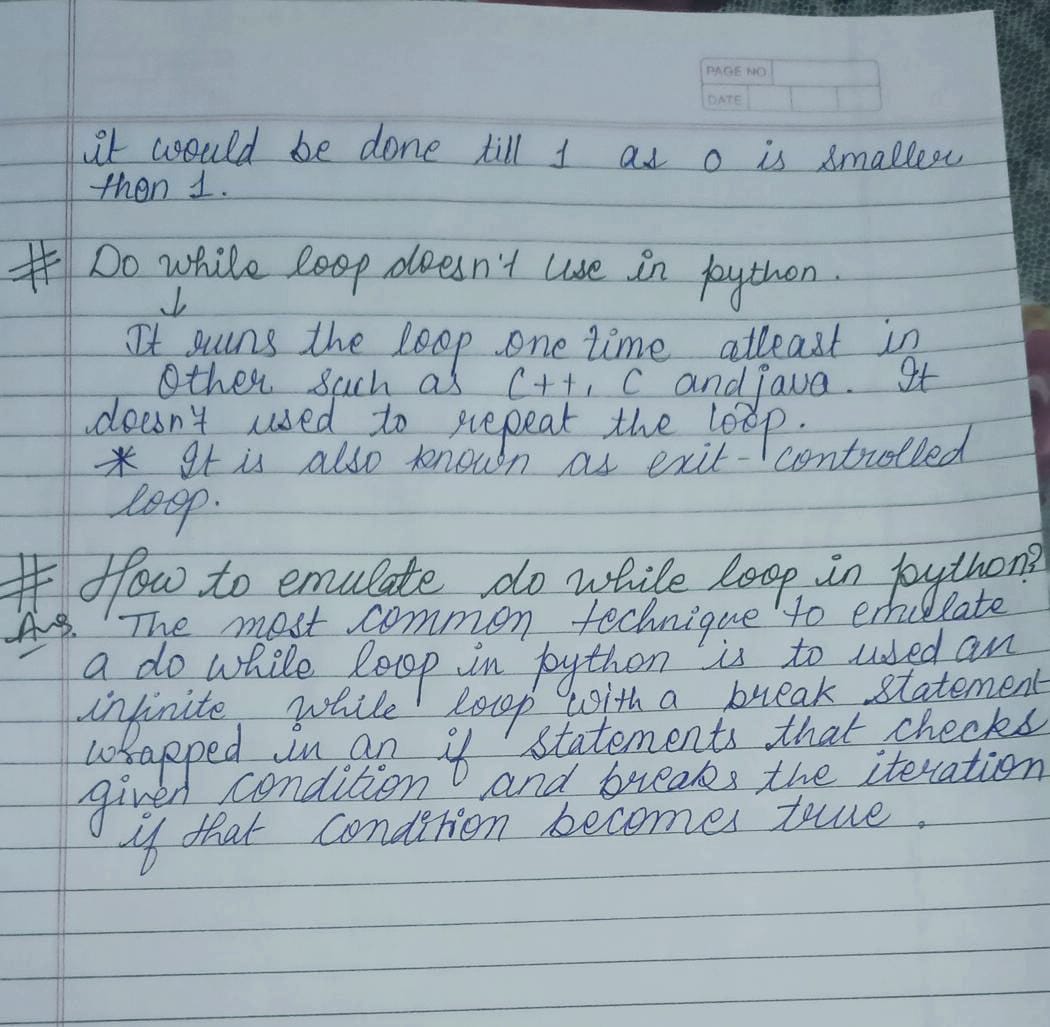 PAGE NO
DATE
it would be done till 1 as 0 is smaller
then 1.
# Do while loop doesn't use in python.
↓
It runs the loop one time atleast in
Other such as C++, C and java. It
doesn't used to repeat the loop.
* It is also known as exit-controlled
loop.
# How to emulate do while loop in python?
Ans. The most common technique to emulate
a do while loop in python is to used an
infinite while loop with a break statement
wrapped in an if statements that checks
given condition and breaks the iteration
if that condition becomes true.